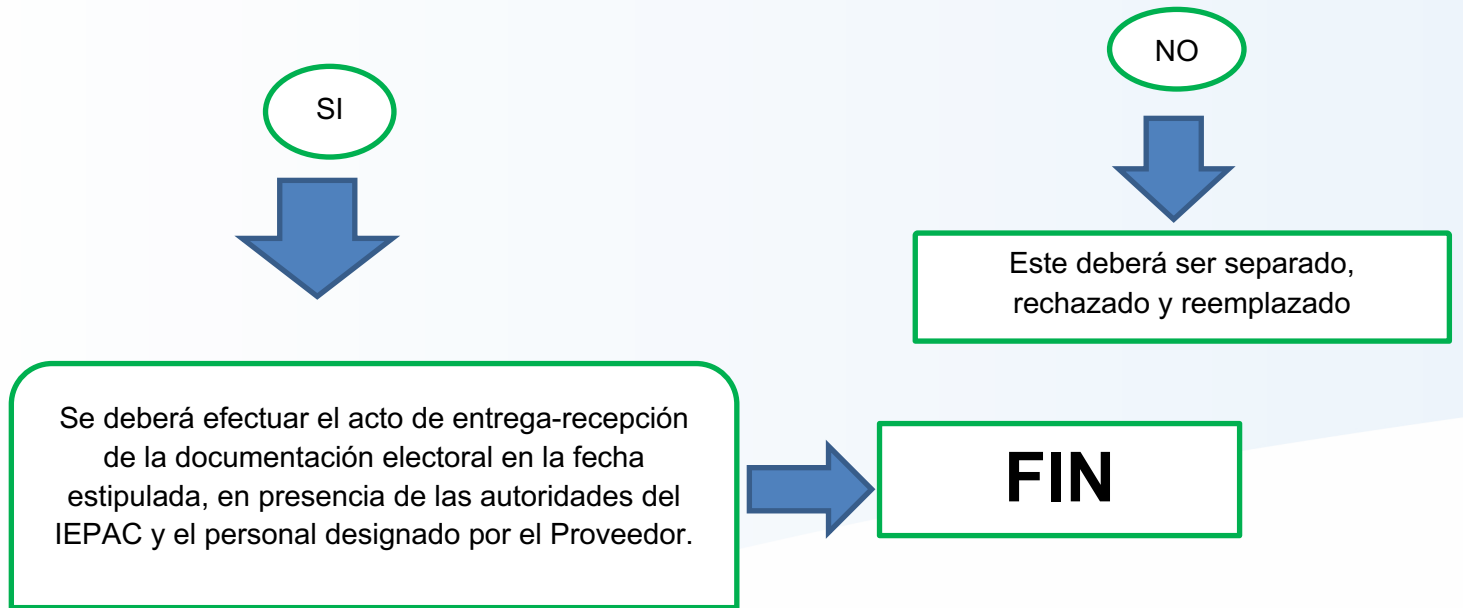 NO
SI
Este deberá ser separado,
rechazado y reemplazado
Se deberá efectuar el acto de entrega-recepción
de la documentación electoral en la fecha
estipulada, en presencia de las autoridades del
IEPAC y el personal designado por el Proveedor.
FIN